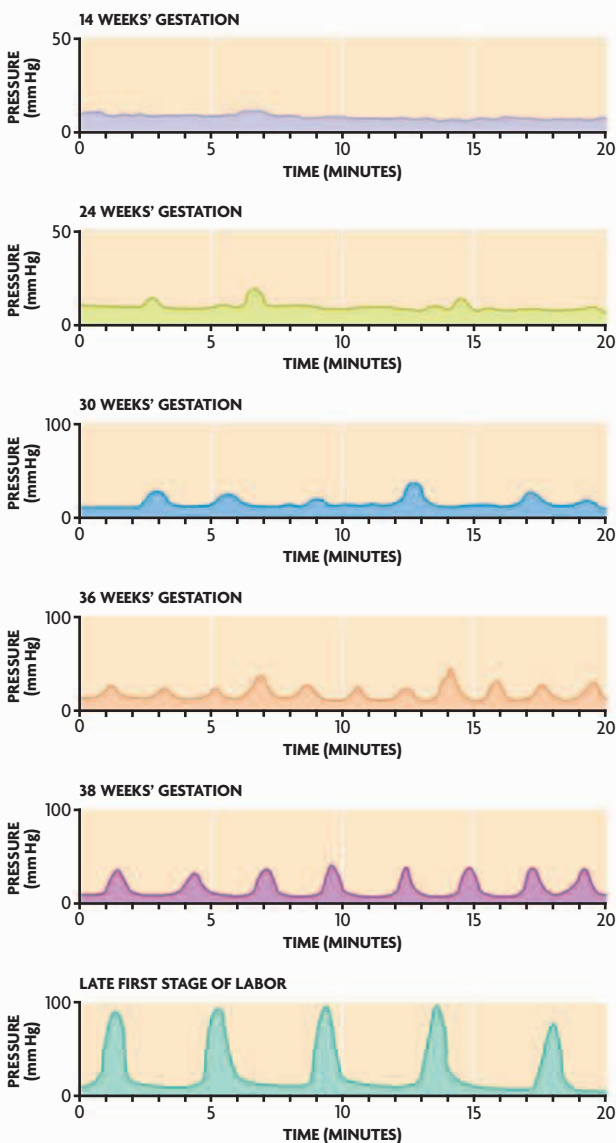 14 WEEKS' GESTATION
PRESSURE
(mm Hg)
50
0
0 5 10 15 20
TIME (MINUTES)
24 WEEKS' GESTATION
PRESSURE
(mm Hg)
50
0
0 5 10 15 20
TIME (MINUTES)
30 WEEKS' GESTATION
PRESSURE
(mm Hg)
100
0
0 5 10 15 20
TIME (MINUTES)
36 WEEKS' GESTATION
PRESSURE
(mm Hg)
100
0
0 5 10 15 20
TIME (MINUTES)
38 WEEKS' GESTATION
PRESSURE
(mm Hg)
100
0
0 5 10 15 20
TIME (MINUTES)
LATE FIRST STAGE OF LABOR
PRESSURE
(mm Hg)
100
0
0 5 10 15 20
TIME (MINUTES)